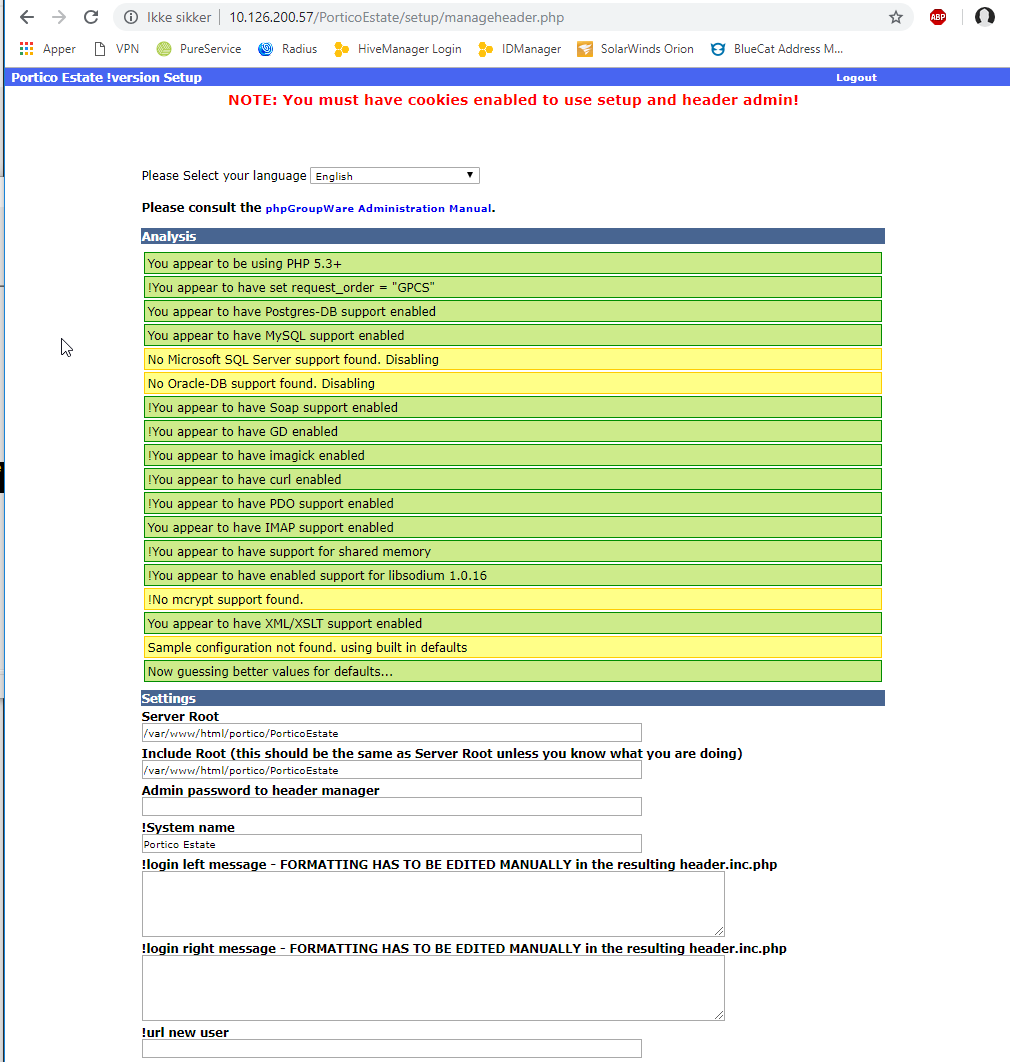 Ikke sikker | 10.126.200.57/PorticoEstate/setup/manageheader.php ABP
Apper VPN PureService Radius HiveManager Login IDManager SolarWinds Orion BlueCat Address M...
Portico Estate !version Setup Logout
NOTE: You must have cookies enabled to use setup and header admin!
Please Select your language English
Please consult the phpGroupWare Administration Manual.
Analysis
You appear to be using PHP 5.3+
!You appear to have set request_order = "GPCS"
You appear to have Postgres-DB support enabled
You appear to have MySQL support enabled
No Microsoft SQL Server support found. Disabling
No Oracle-DB support found. Disabling
!You appear to have Soap support enabled
!You appear to have GD enabled
!You appear to have imagick enabled
!You appear to have curl enabled
!You appear to have PDO support enabled
You appear to have IMAP support enabled
!You appear to have support for shared memory
!You appear to have enabled support for libsodium 1.0.16
!No mcrypt support found.
You appear to have XML/XSLT support enabled
Sample configuration not found. using built in defaults
Now guessing better values for defaults...
Settings
Server Root
/var/www/html/portico/PorticoEstate
Include Root (this should be the same as Server Root unless you know what you are doing)
/var/www/html/portico/PorticoEstate
Admin password to header manager
!System name
Portico Estate
!login left message - FORMATTING HAS TO BE EDITED MANUALLY in the resulting header.inc.php
!login right message - FORMATTING HAS TO BE EDITED MANUALLY in the resulting header.inc.php
!url new user